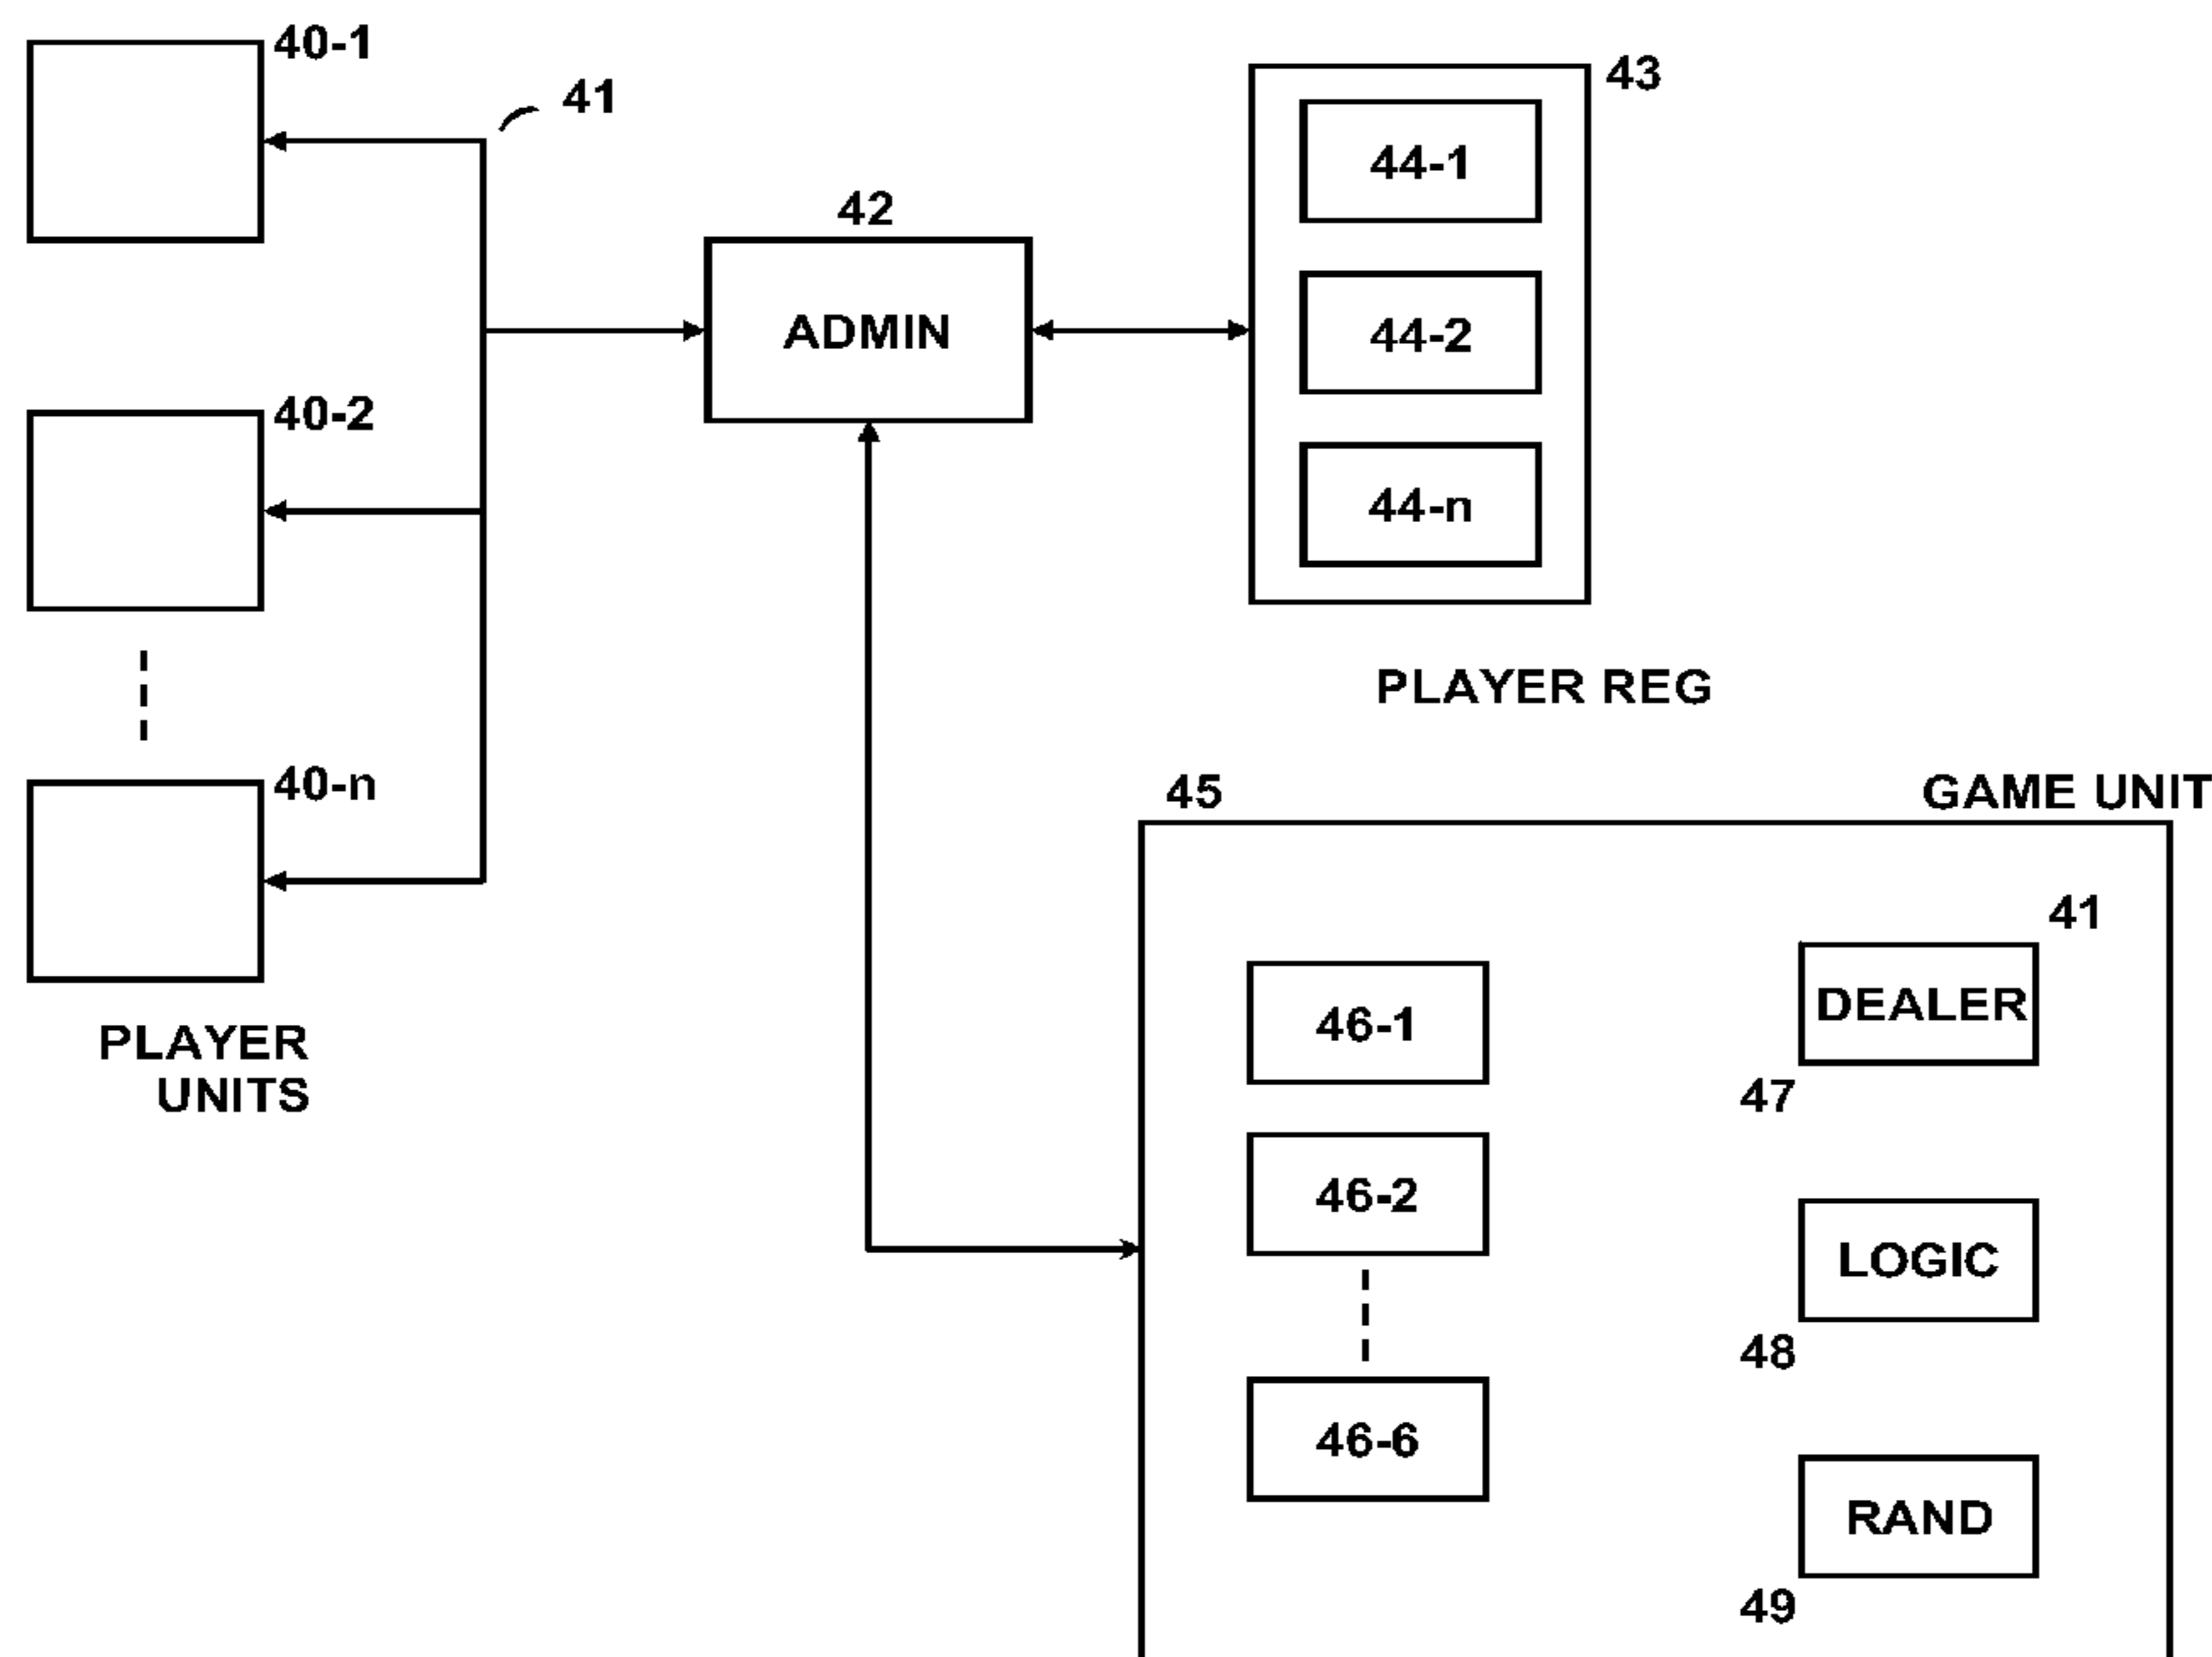 40-1
41
43
44-1
42
ADMIN
44-2
40-2
44-n
PLAYER REG
40-n
45
GAME UNIT
41
DEALER
46-1
PLAYER
UNITS
47
46-2
LOGIC
48
46-6
RAND
49